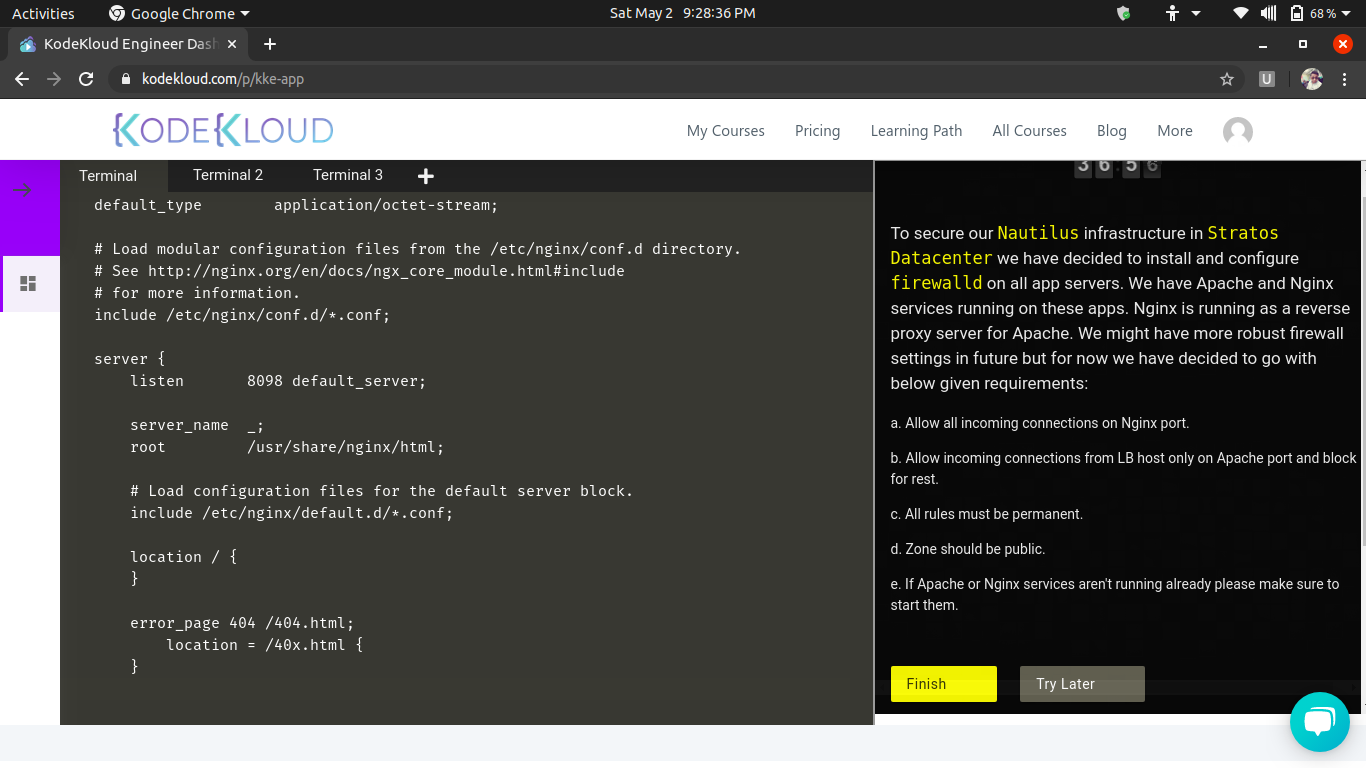 Activities Google Chrome Sat May 2 9:28:36 PM 68 %
KodeKloud Engineer Dash
kodekloud.com/p/kke-app U
KODEKLOUD My Courses Pricing Learning Path All Courses Blog More
Terminal Terminal 2 Terminal 3
default_type application/octet-stream;
# Load modular configuration files from the /etc/nginx/conf.d directory.
# See http://nginx.org/en/docs/ngx_core_module.html#include
# for more information.
include /etc/nginx/conf.d/*.conf;
server {
listen 8098 default_server;
server_name _;
root /usr/share/nginx/html;
# Load configuration files for the default server block.
include /etc/nginx/default.d/*.conf;
location / {
}
error_page 404 /404.html;
location = /40x.html {
}
36:56
To secure our Nautilus infrastructure in Stratos
Datacenter we have decided to install and configure
firewalld on all app servers. We have Apache and Nginx
services running on these apps. Nginx is running as a reverse
proxy server for Apache. We might have more robust firewall
settings in future but for now we have decided to go with
below given requirements:
a. Allow all incoming connections on Nginx port.
b. Allow incoming connections from LB host only on Apache port and block
for rest.
c. All rules must be permanent.
d. Zone should be public.
e. If Apache or Nginx services aren't running already please make sure to
start them.
Finish Try Later